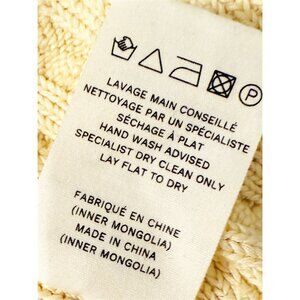 P
LAVAGE MAIN CONSEILLÉ
NETTOYAGE PAR UN SPÉCIALISTE
SÉCHAGE À PLAT
HAND WASH ADVISED
SPECIALIST DRY CLEAN ONLY
LAY FLAT TO DRY
FABRIQUÉ EN CHINE
(INNER MONGOLIA)
MADE IN CHINA
(INNER MONGOLIA)